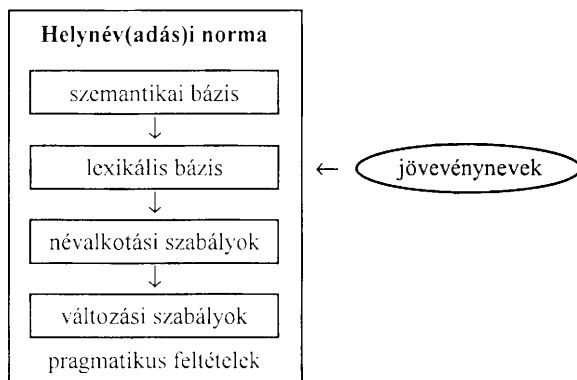 Helynév(adás)i norma
szemantikai bázis
↓
lexikális bázis
← jövevénynevek
↓
névalkotási szabályok
↓
változási szabályok
pragmatikus feltételek